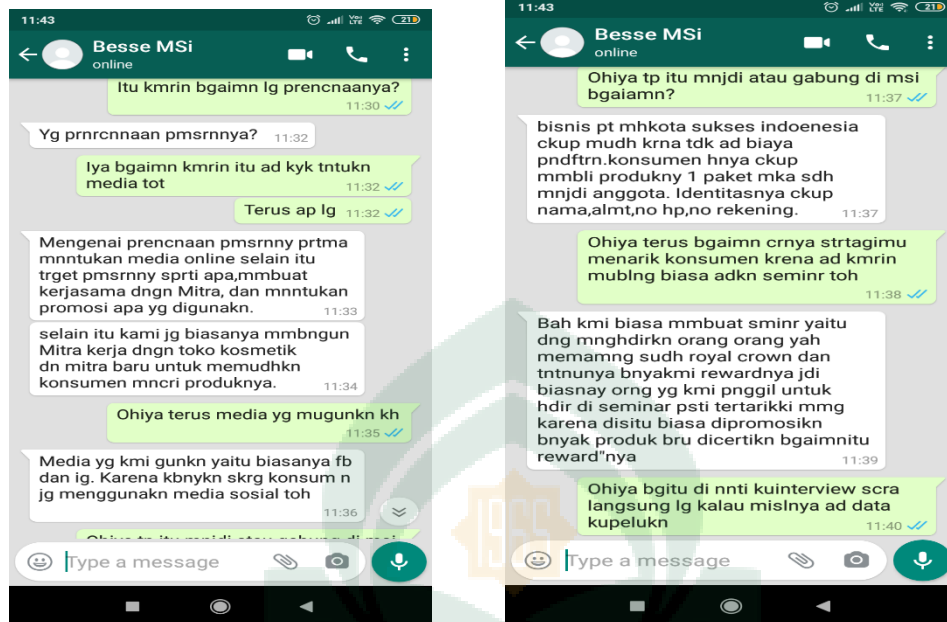 11:43
21
Besse MSi
online
Itu kmrin bgaimn lg prencnaanya?
11:30
Yg prnrcnnaan pmsrnnya? 11:32
Iya bgaimn kmrin itu ad kyk tntukn
media tot
11:32
Terus ap lg 11:32
Mengenai prencnaan pmsrnny prtma
mnntukan media online selain itu
trget pmsrnny sprti apa,mmbuat
kerjasama dngn Mitra, dan mnntukan
promosi apa yg digunakn. 11:33
selain itu kami jg biasanya mmbngun
Mitra kerja dngn toko kosmetik
dn mitra baru untuk memudhkn
konsumen mncri produknya. 11:34
Ohiya terus media yg mugunkn kh
11:35
Media yg kmi gunkn yaitu biasanya fb
dan ig. Karena kbnykn skrg konsum n
jg menggunakn media sosial toh
11:36
Ohiya tp itu mnjdi atau gabung di msi
Type a message
11:43
21
Besse MSi
online
Ohiya tp itu mnjdi atau gabung di msi
bgaiamn?
11:37
bisnis pt mhkota sukses indoenesia
ckup mudh krna tdk ad biaya
pndftrn.konsumen hnya ckup
mmbli produkny 1 paket mka sdh
mnjdi anggota. Identitasnya ckup
nama,almt,no hp,no rekening. 11:37
Ohiya terus bgaimn crnya strtagimu
menarik konsumen krena ad kmrin
mublng biasa adkn seminr toh
11:38
Bah kmi biasa mmbuat sminr yaitu
dng mnghdirkn orang orang yah
memamng sudh royal crown dan
tntnunya bnyakmi rewardnya jdi
biasnay orng yg kmi pnggil untuk
hdir di seminar psti tertarikki mmg
karena disitu biasa dipromosikn
bnyak produk bru dicertikn bgaimnitu
reward"nya 11:39
Ohiya bgitu di nnti kuinterview scra
langsung lg kalau mislnya ad data
kupelukn
11:40
Type a message